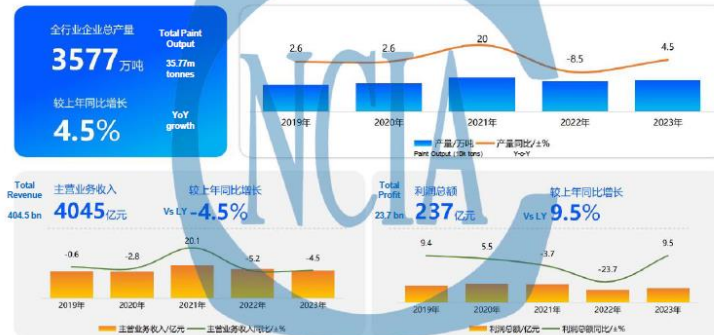 全行业企业总产量
Total Paint
Output
3577万吨
35.77m
tonnes
较上年同比增长
YoY
growth
4.5%
2.6
2.6
20
-8.5
4.5
2019年
2020年
2021年
2022年
2023年
产量/万吨
产量同比/±%
Paint Output (10k tons)
Y-o-Y
CNCIA
Total
Revenue
主营业务收入
较上年同比增长
404.5 bn
4045亿元
Vs LY
-4.5%
-0.6
-2.8
20.1
-5.2
-4.5
2019年
2020年
2021年
2022年
2023年
主营业务收入/亿元
主营业务收入同比/±%
Total
Profit
利润总额
较上年同比增长
23.7 bn
237亿元
Vs LY
9.5%
9.4
5.5
-3.7
-23.7
9.5
2019年
2020年
2021年
2022年
2023年
利润总额/亿元
利润总额同比/±%